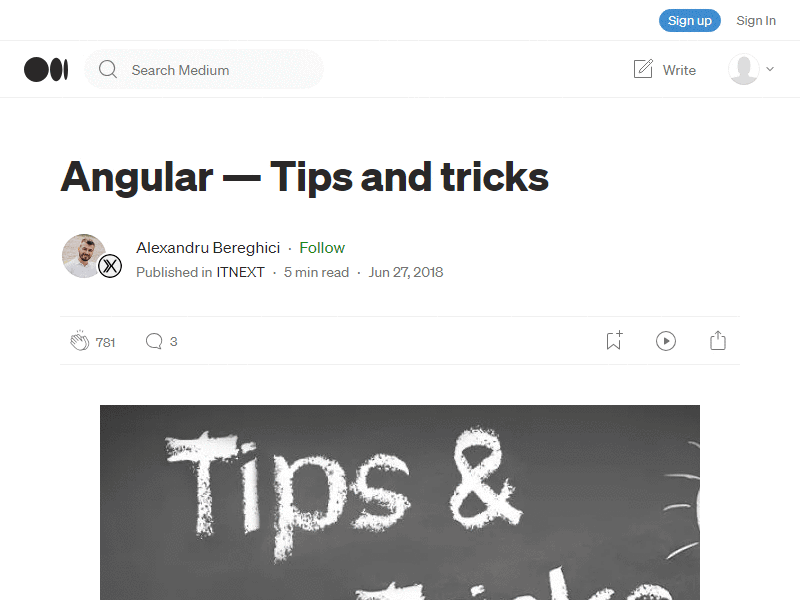 Sign up Sign In
Search Medium Write
Angular — Tips and tricks
Alexandru Bereghici · Follow
Published in ITNEXT · 5 min read · Jun 27, 2018
781 3
Tips &
Tricks